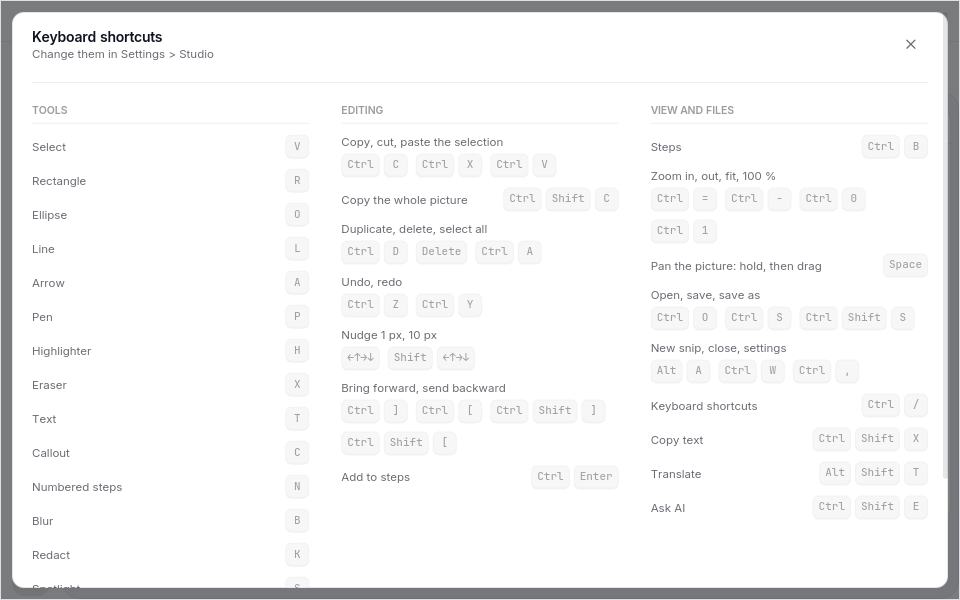 Keyboard shortcuts
Change them in Settings > Studio
TOOLS
Select V
Rectangle R
Ellipse O
Line L
Arrow A
Pen P
Highlighter H
Eraser X
Text T
Callout C
Numbered steps N
Blur B
Redact K
Spotlight S
EDITING
Copy, cut, paste the selection
Ctrl C Ctrl X Ctrl V
Copy the whole picture Ctrl Shift C
Duplicate, delete, select all
Ctrl D Delete Ctrl A
Undo, redo
Ctrl Z Ctrl Y
Nudge 1 px, 10 px
←↑→↓ Shift ←↑→↓
Bring forward, send backward
Ctrl ] Ctrl [ Ctrl Shift ]
Ctrl Shift [
Add to steps Ctrl Enter
VIEW AND FILES
Steps Ctrl B
Zoom in, out, fit, 100 %
Ctrl = Ctrl - Ctrl 0
Ctrl 1
Pan the picture: hold, then drag Space
Open, save, save as
Ctrl O Ctrl S Ctrl Shift S
New snip, close, settings
Alt A Ctrl W Ctrl ,
Keyboard shortcuts Ctrl /
Copy text Ctrl Shift X
Translate Alt Shift T
Ask AI Ctrl Shift E